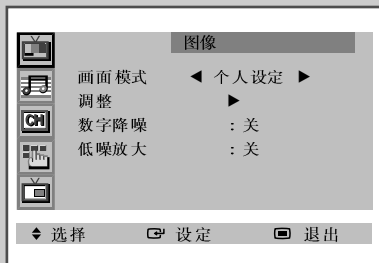 图像
画面模式 ◀ 个人设定 ▶
调整 ▶
数字降噪 : 关
CH
低噪放大 : 关
选择 设定 退出